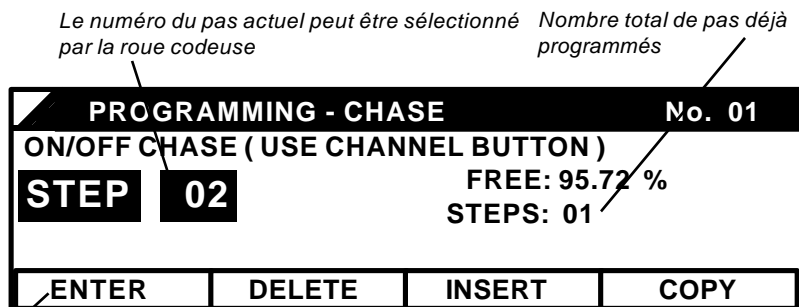 Le numéro du pas actuel peut être sélectionné
par la roue codeuse
Nombre total de pas déjà
programmés
PROGRAMMING - CHASE No. 01
ON/OFF CHASE ( USE CHANNEL BUTTON )
STEP 02
FREE: 95.72 %
STEPS: 01
ENTER DELETE INSERT COPY